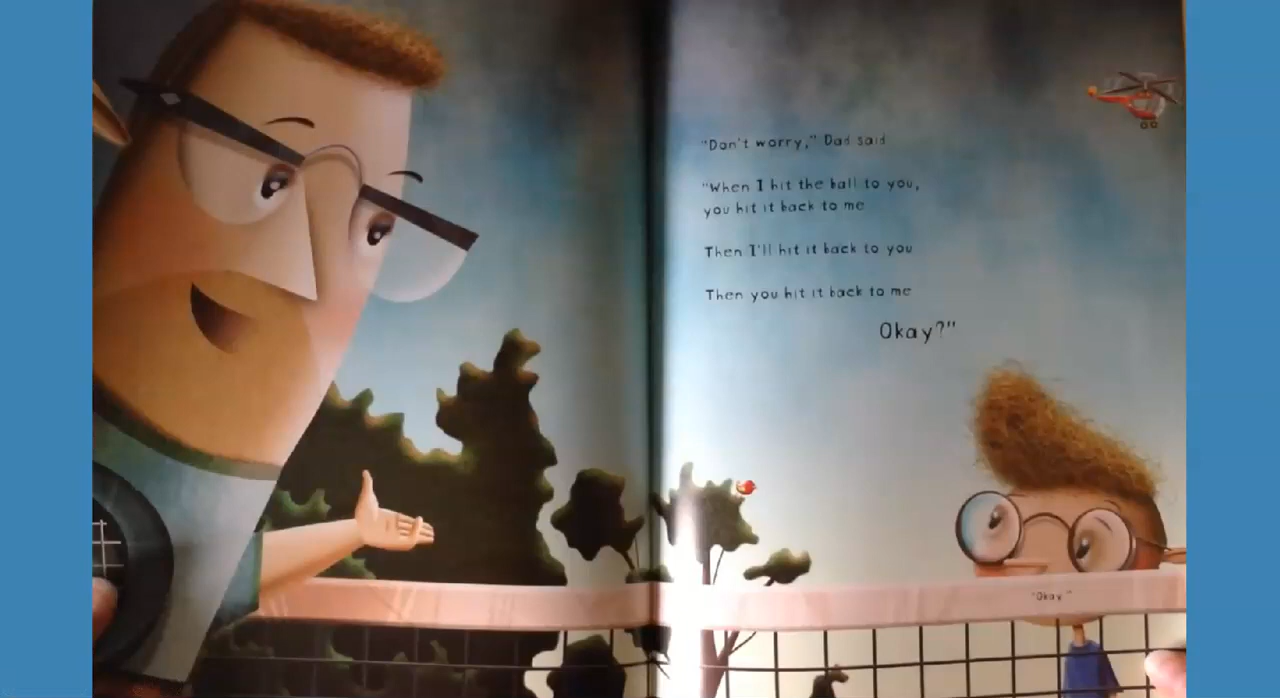 "Don't worry," Dad said
"When I hit the ball to you,
you hit it back to me
Then I'll hit it back to you
Then you hit it back to me
Okay?"
"Okay."